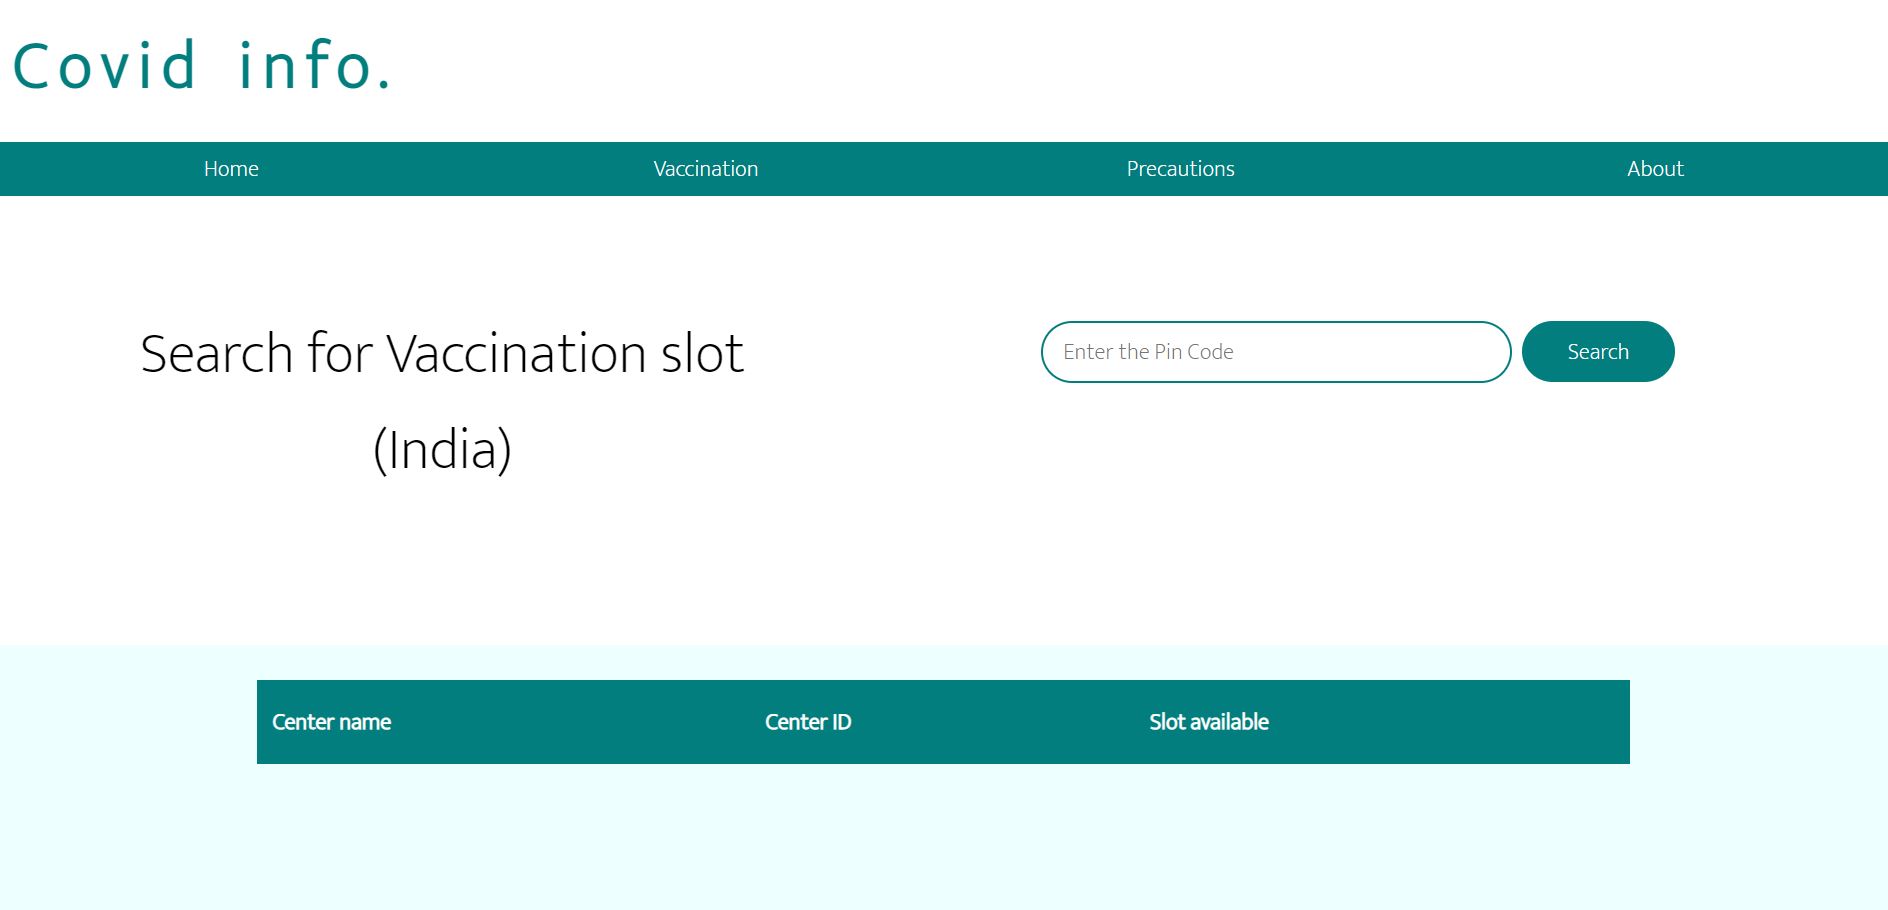 Covid info.
Home Vaccination Precautions About
Search for Vaccination slot
(India)
Enter the Pin Code Search
Center name Center ID Slot available